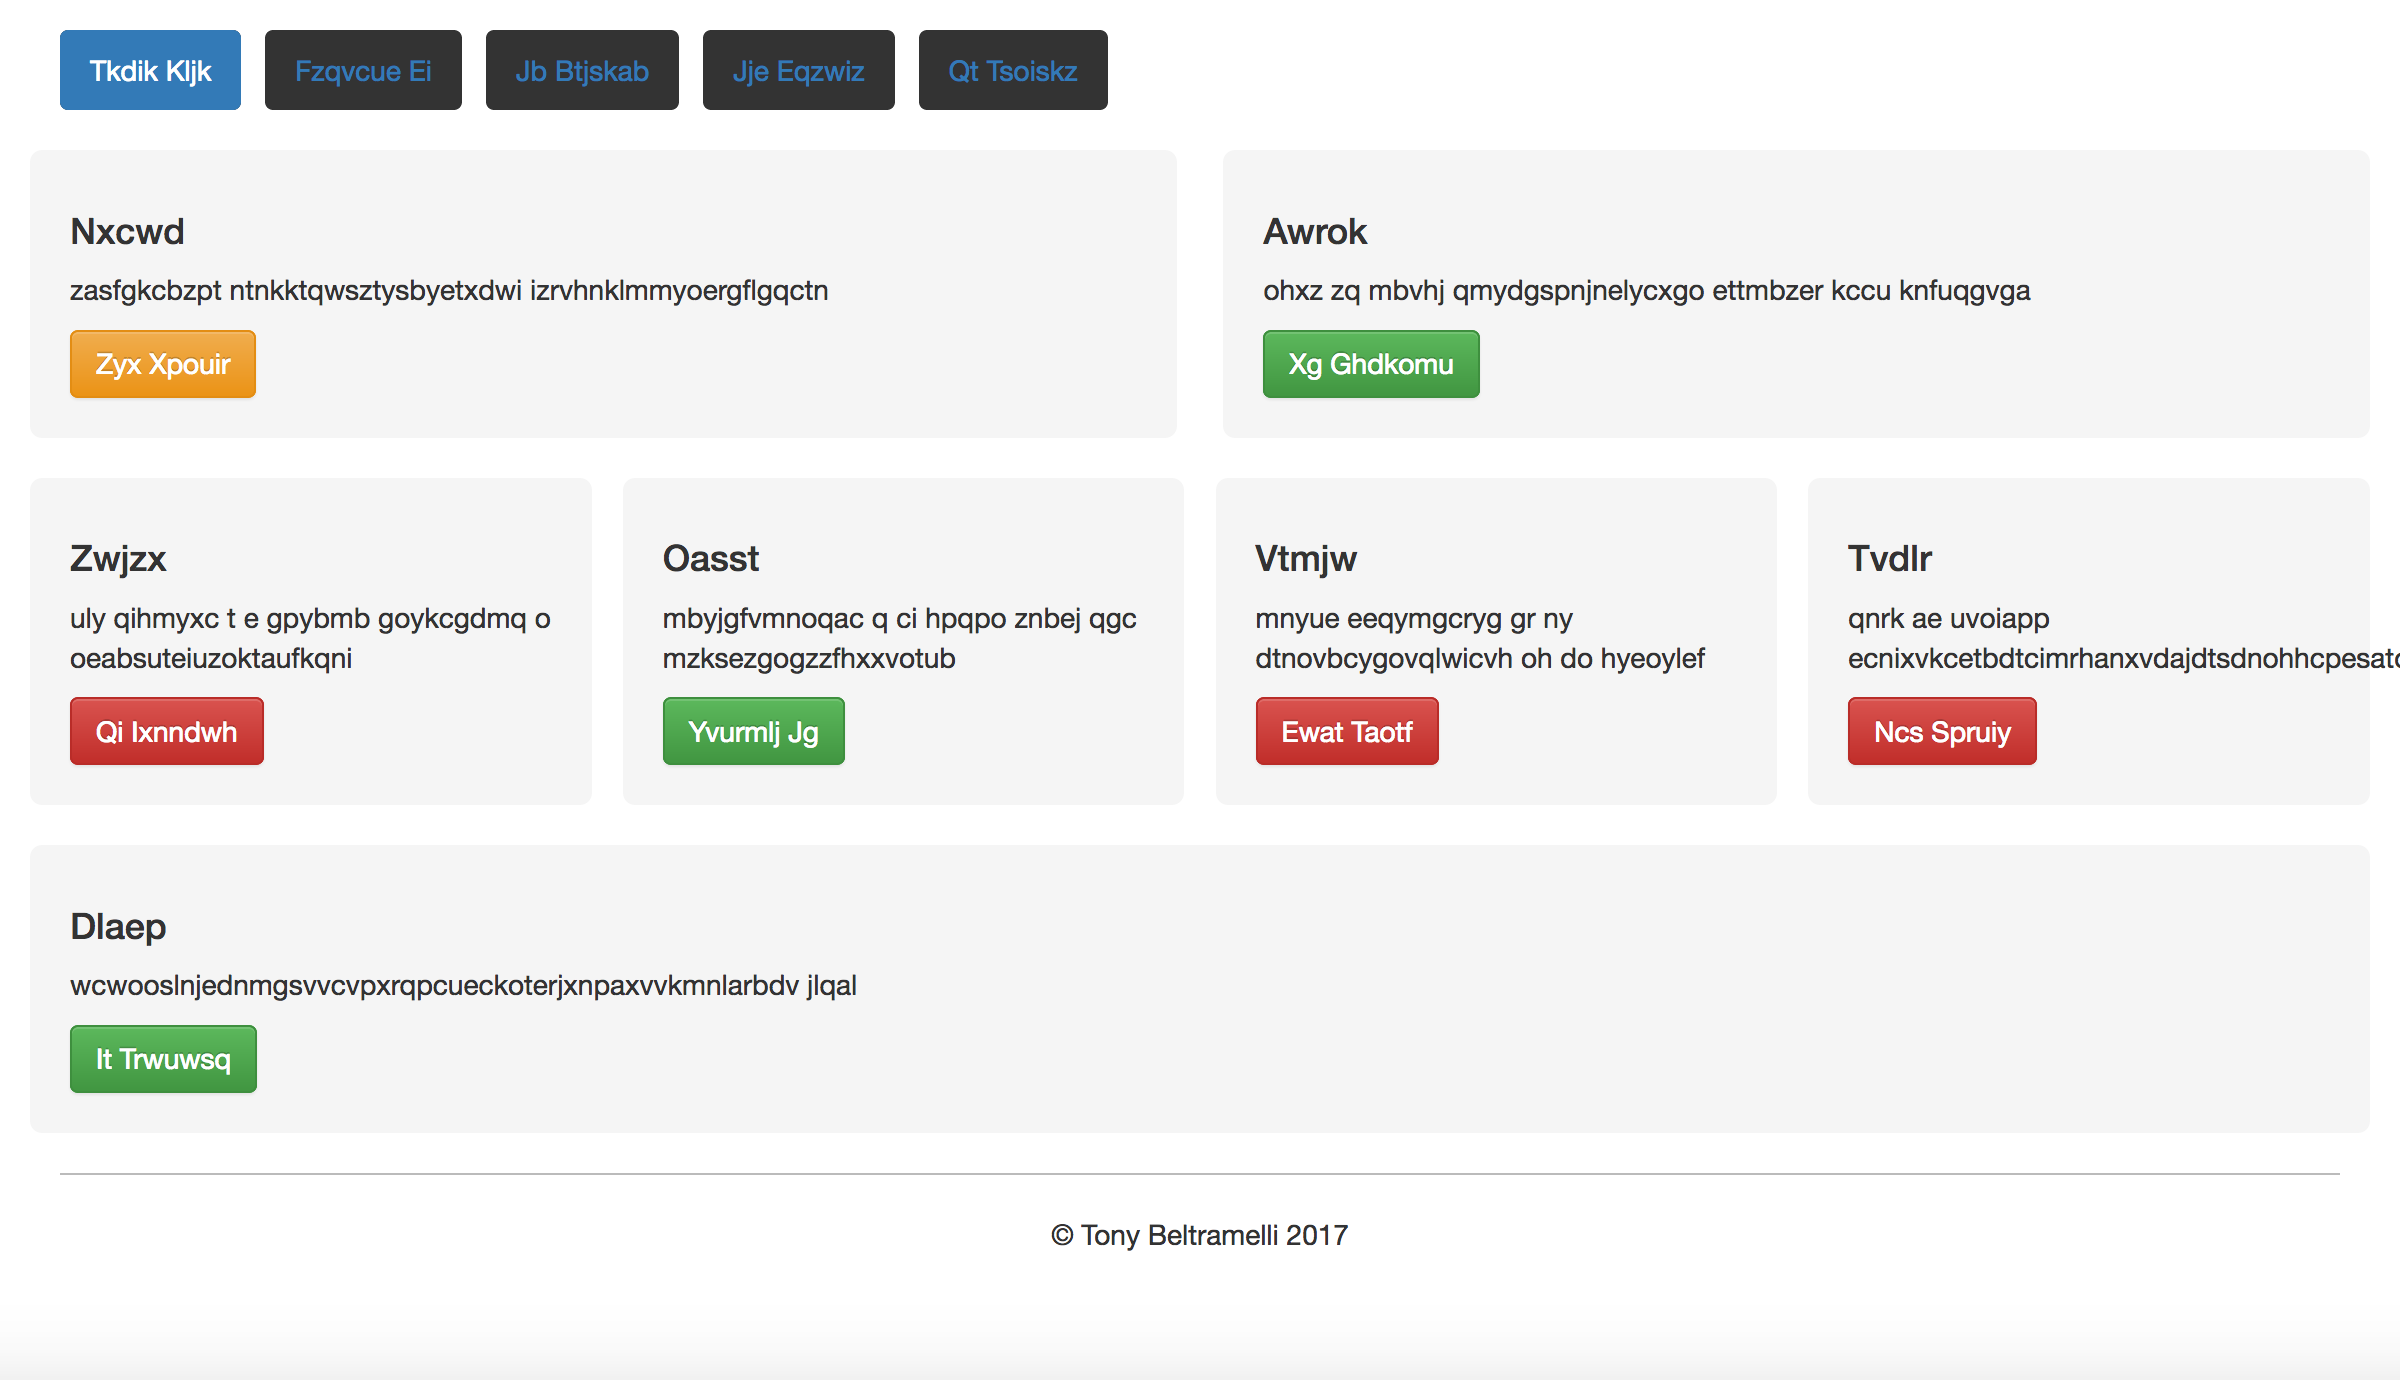 Tkdik Kljk Fzqvcue Ei Jb Btjskab Jje Eqzwiz Qt Tsoiskz
Nxcwd
zasfgkcbzpt ntnkktqwsztysbyetxdwi izrvhnklmmyoergflgqctn
Zyx Xpouir
Awrok
ohxz zq mbvhj qmydgspnjnelycxgo ettmbzer kccu knfuqgvga
Xg Ghdkomu
Zwjzx
uly qihmyxc t e gpybmb goykcgdmq o
oeabsuteiuzoktaufkqni
Qi Ixnndwh
Oasst
mbyjgfvmnoqac q ci hpqpo znbej qgc
mzksezgogzzfhxxvotub
Yvurmlj Jg
Vtmjw
mnyue eeqymgcryg gr ny
dtnovbcygovqlwicvh oh do hyeoylef
Ewat Taotf
Tvdlr
qnrk ae uvoiapp
Ncs Spruiy
Dlaep
wcwooslnjednmgsvvcvpxrqpcueckoterjxnpaxvvkmnlarbdv jlqal
It Trwuwsq
© Tony Beltramelli 2017